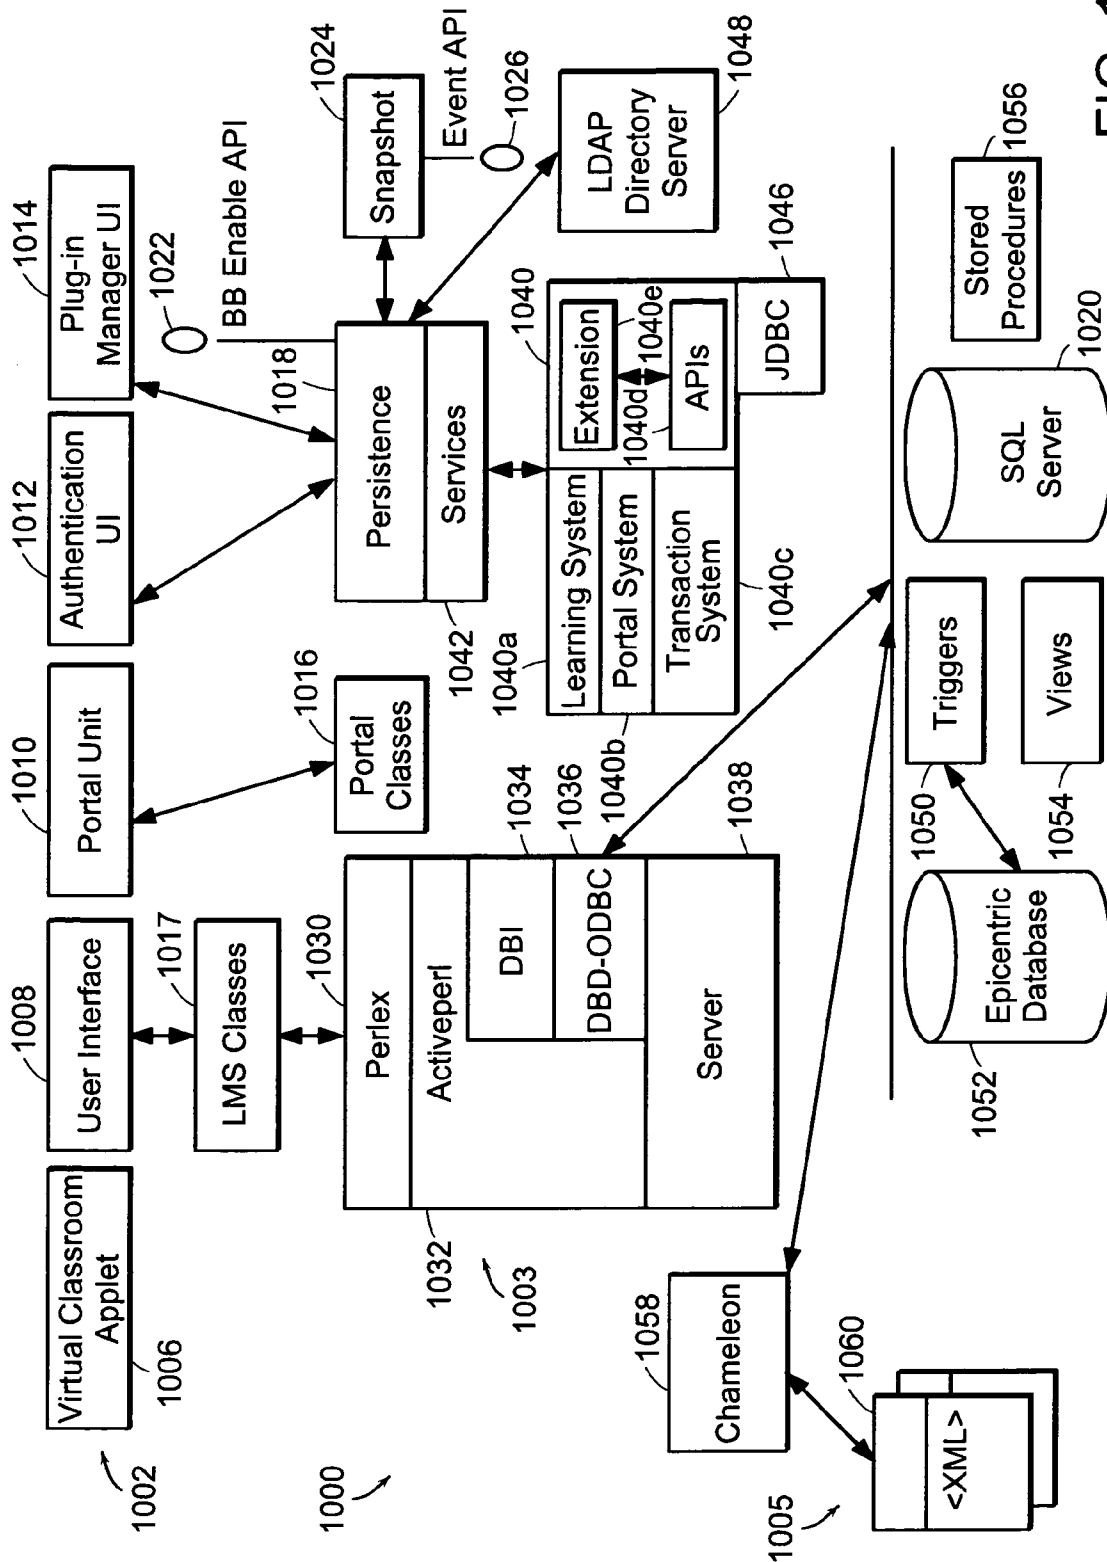 1002
Virtual Classroom
Applet
1006
1008
User Interface
1010
Portal Unit
1012
Authentication
UI
1014
Plug-in
Manager UI
1017
LMS Classes
1016
Portal
Classes
1022
BB Enable API
1018
Persistence
Services
1042
1024
Snapshot
Event API
1026
1000
1030
Perlex
Activeperl
1032
1003
DBI
1034
DBD-ODBC
1036
Server
1038
1040a
Learning System
1040b
Portal System
Transaction
System
1040c
1040
Extension
1040e
1040d
APIs
JDBC
1046
LDAP
Directory
Server
1048
1058
Chameleon
1005
1060
<XML>
1052
Epicentric
Database
1050
Triggers
1054
Views
SQL
Server
1020
Stored
Procedures
1056